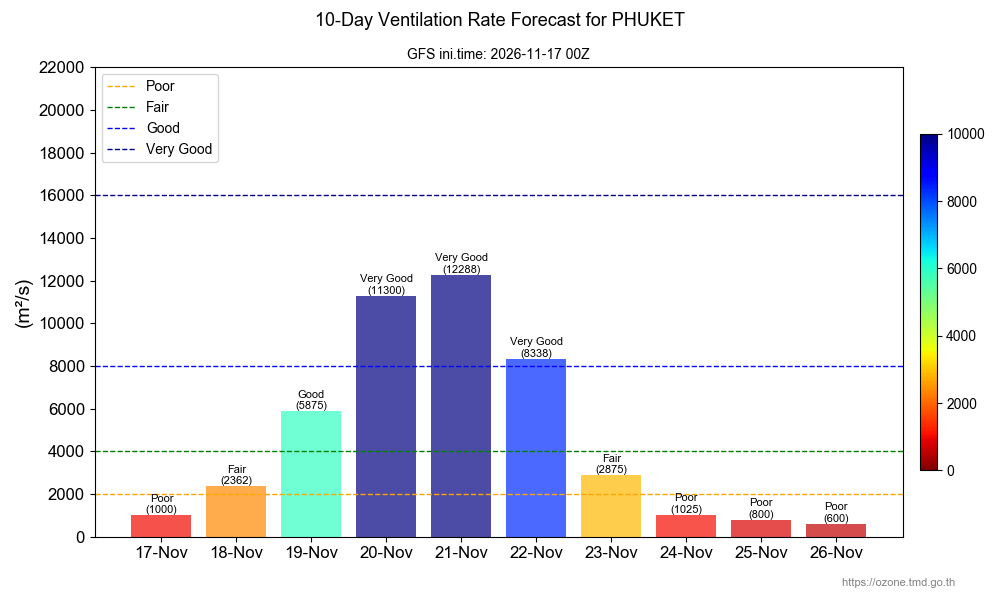 10-Day Ventilation Rate Forecast for PHUKET
GFS ini.time: 2026-11-17 00Z
(m²/s)
22000
20000
18000
16000
14000
12000
10000
8000
6000
4000
2000
0
Poor
Fair
Good
Very Good
Poor
(1000)
Fair
(2362)
Good
(5875)
Very Good
(11300)
Very Good
(12288)
Very Good
(8338)
Fair
(2875)
Poor
(1025)
Poor
(800)
Poor
(600)
17-Nov
18-Nov
19-Nov
20-Nov
21-Nov
22-Nov
23-Nov
24-Nov
25-Nov
26-Nov
10000
8000
6000
4000
2000
0
https://ozone.tmd.go.th